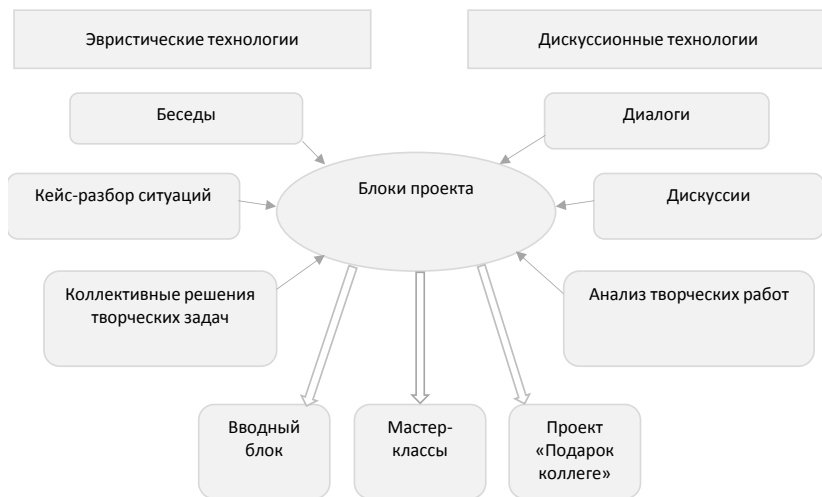 Эвристические технологии
Дискуссионные технологии
Беседы
Диалоги
Блоки проекта
Кейс-разбор ситуаций
Дискуссии
Коллективные решения
творческих задач
Анализ творческих работ
Вводный
блок
Мастер-
классы
Проект
«Подарок
коллеге»